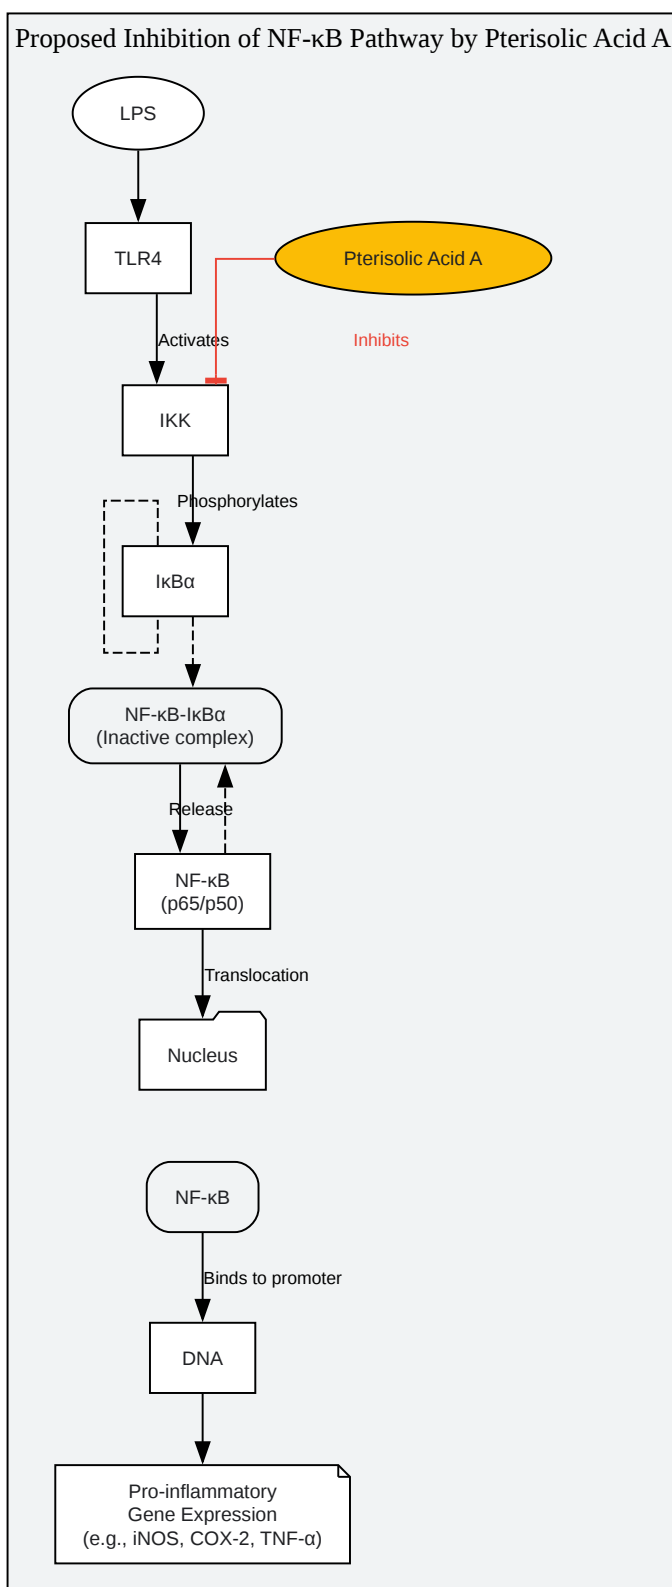 Proposed Inhibition of NF-κB Pathway by Pterisolic Acid A
LPS
TLR4
Pterisolic Acid A
Activates
Inhibits
IKK
Phosphorylates
IκBα
NF-κB-IκBα
(Inactive complex)
Release
NF-κB
(p65/p50)
Translocation
Nucleus
NF-κB
Binds to promoter
DNA
Pro-inflammatory
Gene Expression
(e.g., iNOS, COX-2, TNF-α)